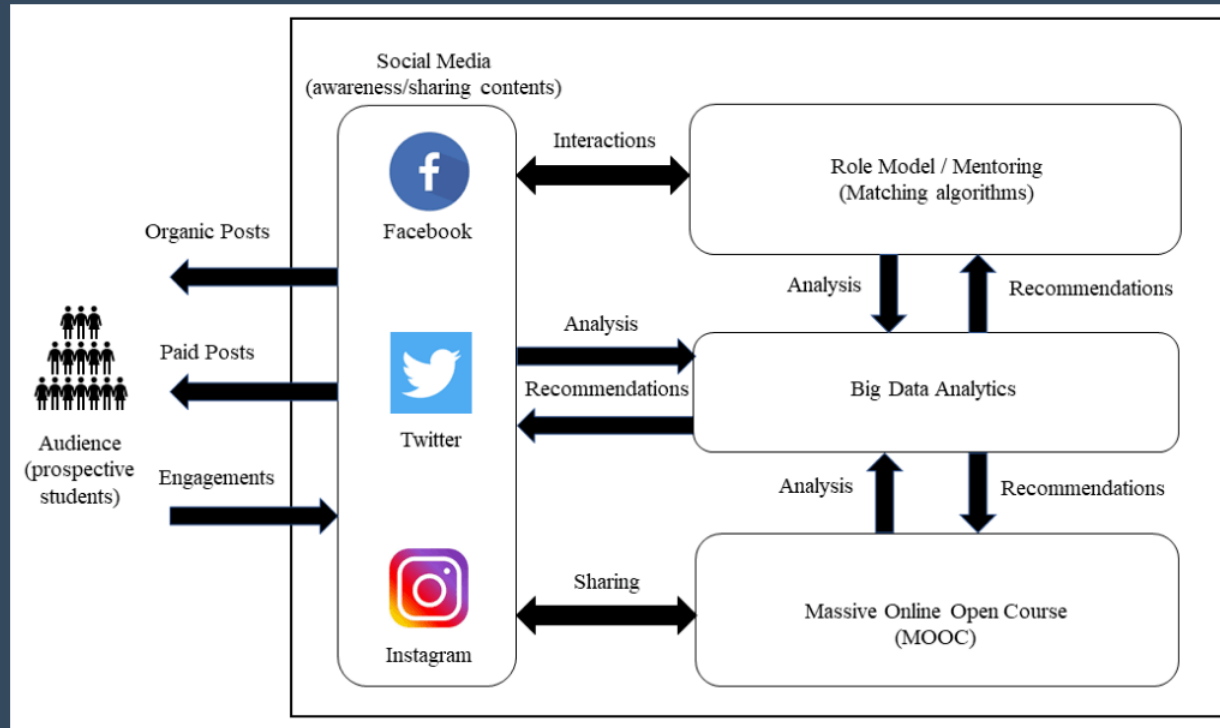 Social Media
(awareness/sharing contents)
Facebook
Twitter
Instagram
Organic Posts
Paid Posts
Engagements
Audience
(prospective
students)
Interactions
Analysis
Recommendations
Sharing
Role Model / Mentoring
(Matching algorithms)
Analysis
Recommendations
Big Data Analytics
Analysis
Recommendations
Massive Online Open Course
(MOOC)